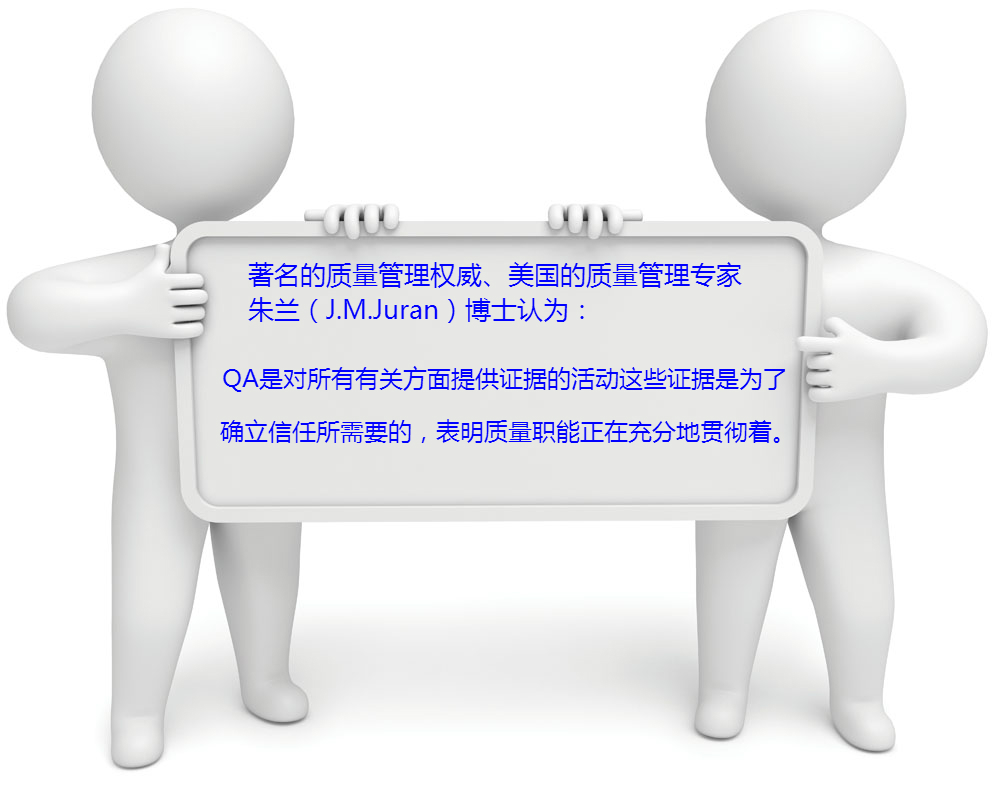 著名的质量管理权威、美国的质量管理专家
朱兰（J.M.Juran）博士认为：
QA是对所有有关方面提供证据的活动这些证据是为了
确立信任所需要的，表明质量职能正在充分地贯彻着。